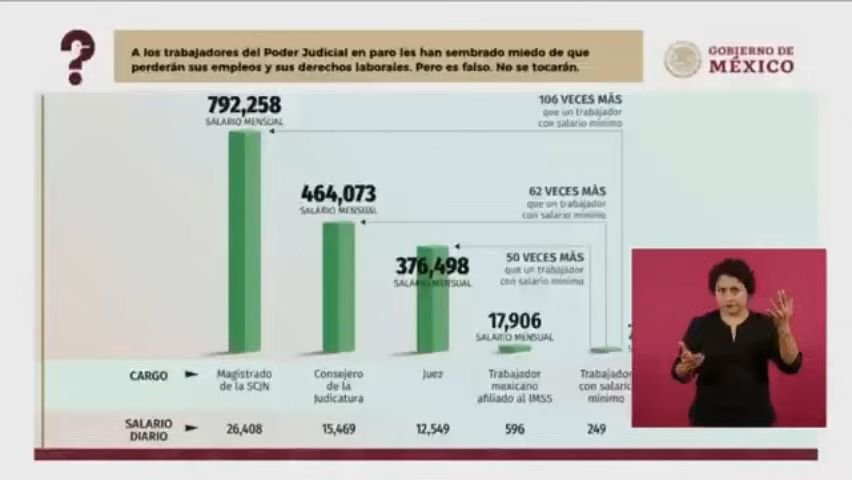 A los trabajadores del Poder Judicial en paro les han sembrado miedo de que
perderán sus empleos y sus derechos laborales. Pero es falso. No se tocarán.
GOBIERNO DE
MÉXICO
792,258
SALARIO MENSUAL
106 VECES MÁS
que un trabajador
con salario mínimo
464,073
SALARIO MENSUAL
62 VECES MÁS
que un trabajador
con salario mínimo
376,498
SALARIO MENSUAL
50 VECES MÁS
que un trabajador
con salario mínimo
17,906
SALARIO MENSUAL
CARGO
Magistrado
de la SCJN
Consejero
de la
Judicatura
Juez
Trabajador
mexicano
afiliado al IMSS
Trabajador
con salario
mínimo
SALARIO
DIARIO
26,408
15,469
12,549
596
249